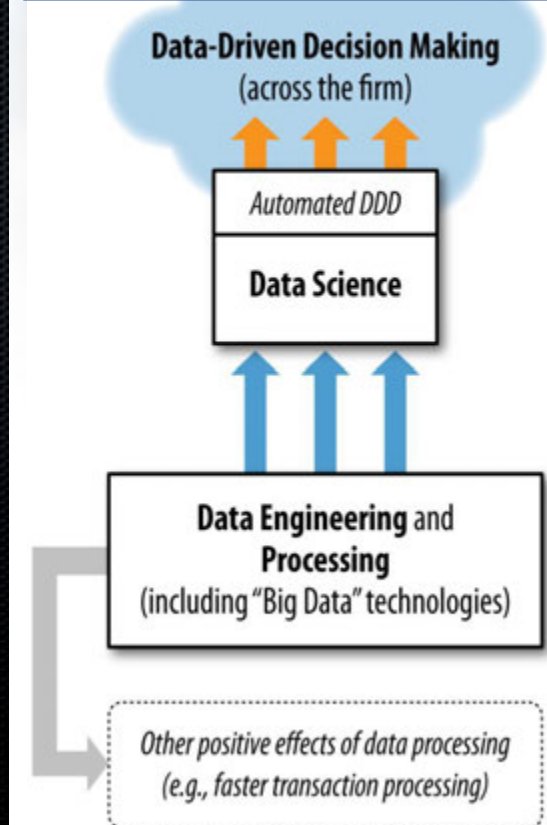 Data-Driven Decision Making
(across the firm)
Automated DDD
Data Science
Data Engineering and
Processing
(including “Big Data” technologies)
Other positive effects of data processing
(e.g., faster transaction processing)